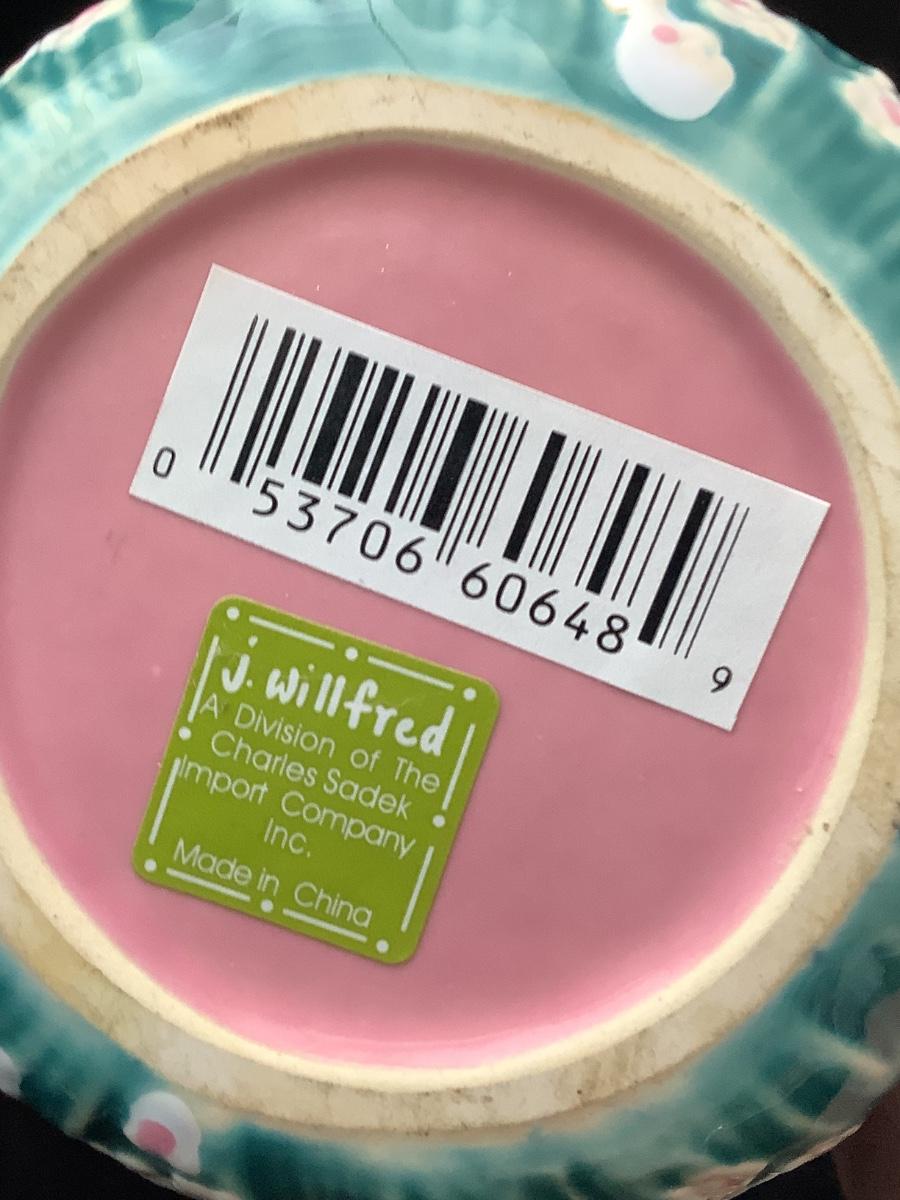 0 53706 60648 9
j. willfred
A Division of The
Charles Sadek
Import Company
Inc.
Made in China